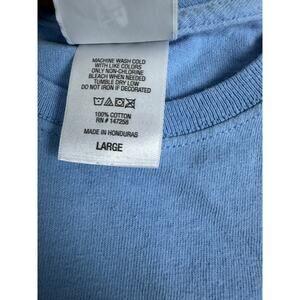 MACHINE WASH COLD
WITH LIKE COLORS
ONLY NON-CHLORINE
BLEACH WHEN NEEDED
TUMBLE DRY LOW
DO NOT IRON IF DECORATED
100% COTTON
RN # 147258
MADE IN HONDURAS
LARGE